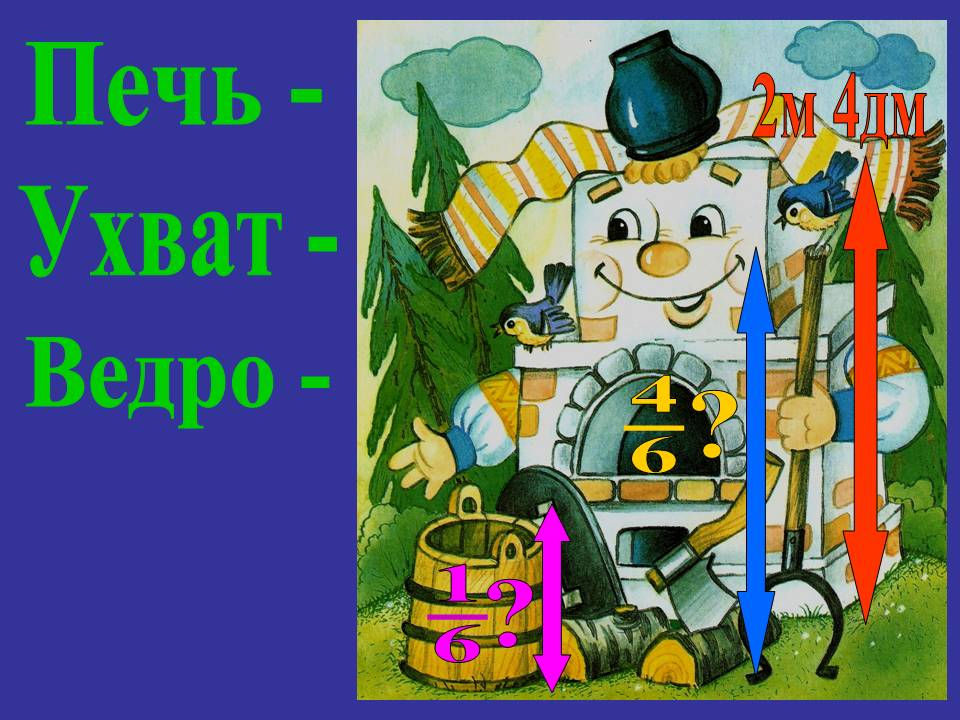 Печь -
Ухват -
Ведро -
2м 4дм
4/6 ?
1/6 ?